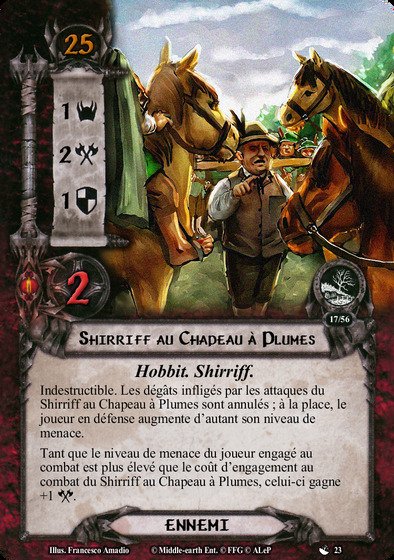 25
1
2
1
2
17/56
Shirriff au Chapeau à Plumes
Hobbit. Shirriff.
Indestructible. Les dégâts infligés par les attaques du
Shirriff au Chapeau à Plumes sont annulés ; à la place, le
joueur en défense augmente d'autant son niveau de
menace.
Tant que le niveau de menace du joueur engagé au
combat est plus élevé que le coût d'engagement au
combat du Shirriff au Chapeau à Plumes, celui-ci gagne
+1
ENNEMI
Illus. Francesco Amadio © Middle-earth Ent. © FFG © ALeP 23